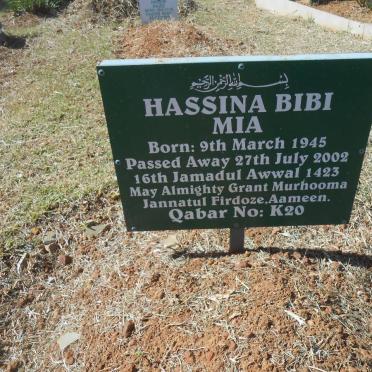 بسم الله الرحمن الرحيم
HASSINA BIBI
MIA
Born: 9th March 1945
Passed Away 27th July 2002
16th Jamadul Awwal 1423
May Almighty Grant Murhooma
Jannatul Firdoze,Aameen.
Qabar No: K20